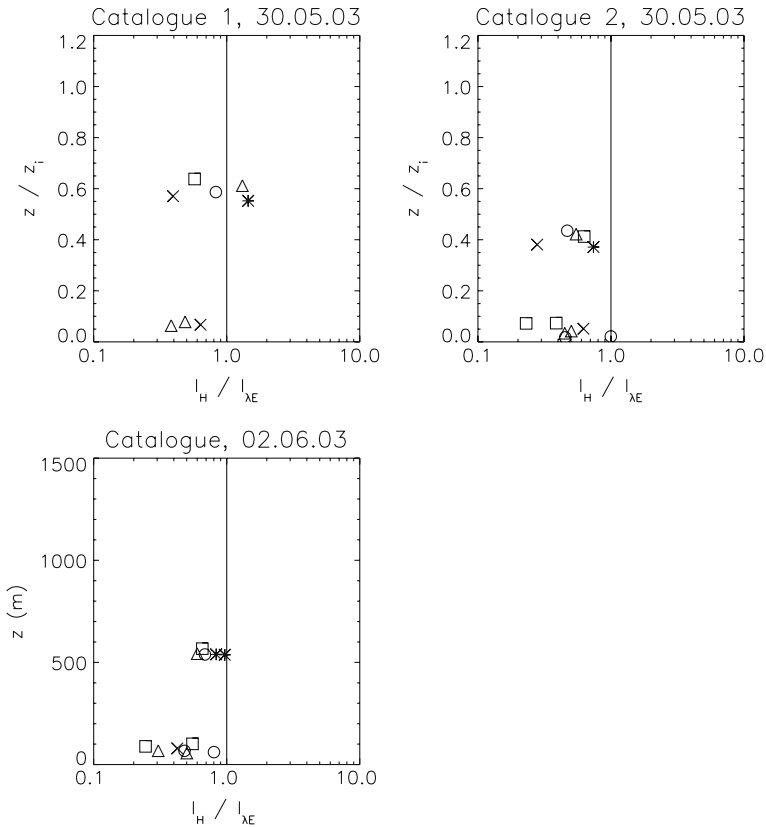 Catalogue 1, 30.05.03
1.2
1.0
0.8
0.6
0.4
0.2
0.0
z / z_i
0.1 1.0 10.0
l_H / l_λE
Catalogue 2, 30.05.03
1.2
1.0
0.8
0.6
0.4
0.2
0.0
z / z_i
0.1 1.0 10.0
l_H / l_λE
Catalogue, 02.06.03
1500
1000
500
0
z (m)
0.1 1.0 10.0
l_H / l_λE